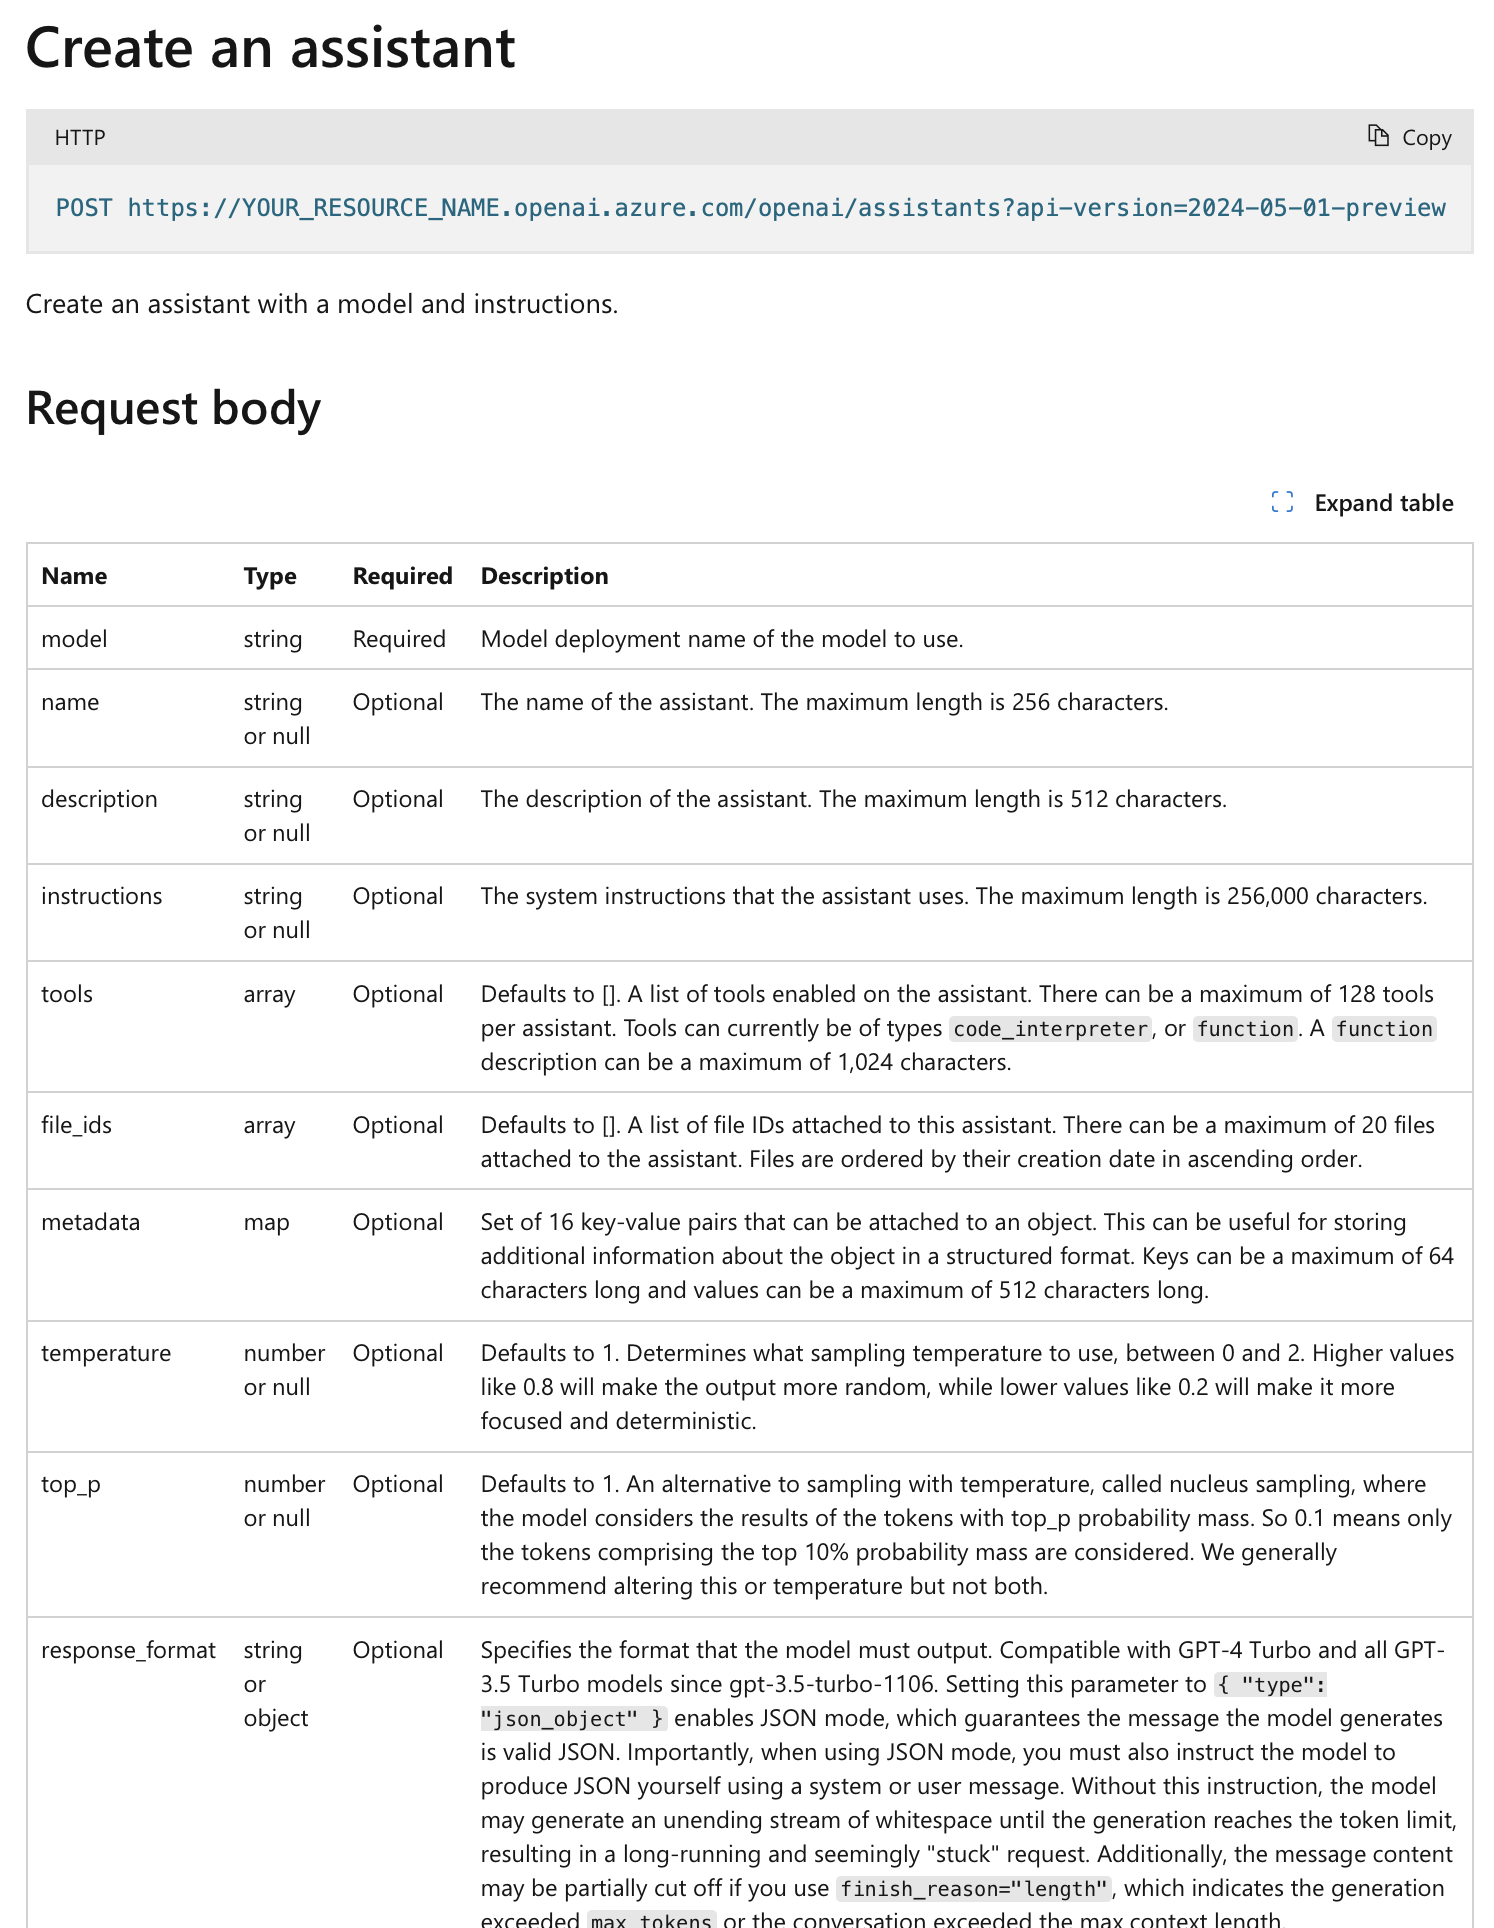 Create an assistant
HTTP
Copy
POST https://YOUR_RESOURCE_NAME.openai.azure.com/openai/assistants?api-version=2024-05-01-preview
Create an assistant with a model and instructions.
Request body
Expand table
Name Type Required Description
model string Required Model deployment name of the model to use.
name string Optional The name of the assistant. The maximum length is 256 characters.
or null
description string Optional The description of the assistant. The maximum length is 512 characters.
or null
instructions string Optional The system instructions that the assistant uses. The maximum length is 256,000 characters.
or null
tools array Optional Defaults to []. A list of tools enabled on the assistant. There can be a maximum of 128 tools
per assistant. Tools can currently be of types code_interpreter, or function. A function
description can be a maximum of 1,024 characters.
file_ids array Optional Defaults to []. A list of file IDs attached to this assistant. There can be a maximum of 20 files
attached to the assistant. Files are ordered by their creation date in ascending order.
metadata map Optional Set of 16 key-value pairs that can be attached to an object. This can be useful for storing
additional information about the object in a structured format. Keys can be a maximum of 64
characters long and values can be a maximum of 512 characters long.
temperature number Optional Defaults to 1. Determines what sampling temperature to use, between 0 and 2. Higher values
or null like 0.8 will make the output more random, while lower values like 0.2 will make it more
focused and deterministic.
top_p number Optional Defaults to 1. An alternative to sampling with temperature, called nucleus sampling, where
or null the model considers the results of the tokens with top_p probability mass. So 0.1 means only
the tokens comprising the top 10% probability mass are considered. We generally
recommend altering this or temperature but not both.
response_format string Optional Specifies the format that the model must output. Compatible with GPT-4 Turbo and all GPT-
or 3.5 Turbo models since gpt-3.5-turbo-1106. Setting this parameter to { "type":
object "json_object" } enables JSON mode, which guarantees the message the model generates
is valid JSON. Importantly, when using JSON mode, you must also instruct the model to
produce JSON yourself using a system or user message. Without this instruction, the model
may generate an unending stream of whitespace until the generation reaches the token limit,
resulting in a long-running and seemingly "stuck" request. Additionally, the message content
may be partially cut off if you use finish_reason="length", which indicates the generation
exceeded max_tokens or the conversation exceeded the max context length.